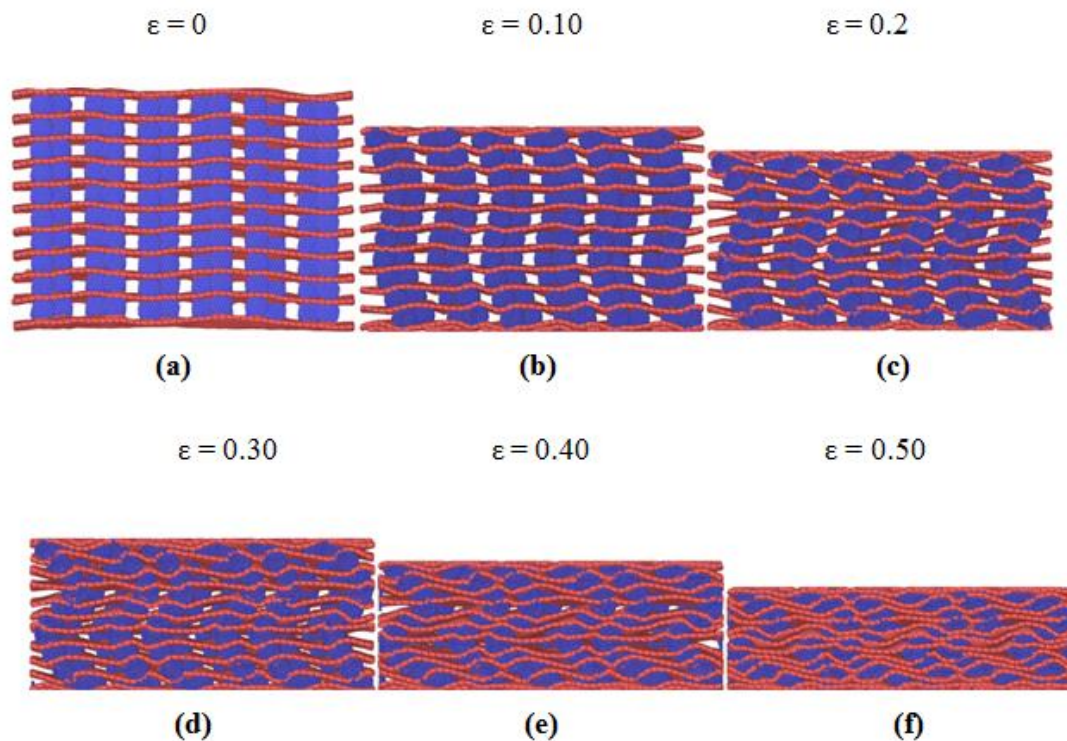 ε = 0
ε = 0.10
ε = 0.2
(a)
(b)
(c)
ε = 0.30
ε = 0.40
ε = 0.50
(d)
(e)
(f)